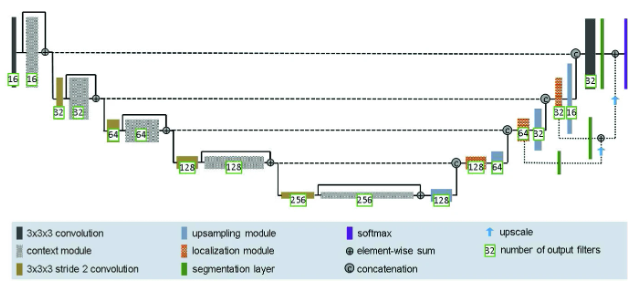 16 16
32 32
64 64
128 128
256 256
128
128 64
64 32
32 16
32
3x3x3 convolution
context module
3x3x3 stride 2 convolution
upsampling module
localization module
segmentation layer
softmax
element-wise sum
C concatenation
upscale
32 number of output filters